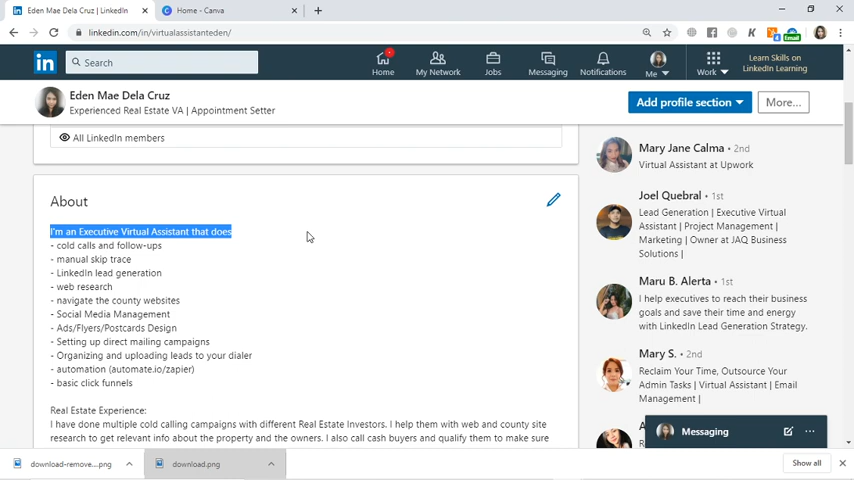 Eden Mae Dela Cruz | LinkedIn
Home - Canva
linkedin.com/in/virtualassistanteden/
Email
in
Search
Home
My Network
Jobs
Messaging
Notifications
Me
Work
Learn Skills on
LinkedIn Learning
Eden Mae Dela Cruz
Experienced Real Estate VA | Appointment Setter
Add profile section
More...
All LinkedIn members
About
I'm an Executive Virtual Assistant that does
- cold calls and follow-ups
- manual skip trace
- LinkedIn lead generation
- web research
- navigate the county websites
- Social Media Management
- Ads/Flyers/Postcards Design
- Setting up direct mailing campaigns
- Organizing and uploading leads to your dialer
- automation (automate.io/zapier)
- basic click funnels
Real Estate Experience:
I have done multiple cold calling campaigns with different Real Estate Investors. I help them with web and county site
research to get relevant info about the property and the owners. I also call cash buyers and qualify them to make sure
Mary Jane Calma • 2nd
Virtual Assistant at Upwork
Joel Quebral • 1st
Lead Generation | Executive Virtual
Assistant | Project Management |
Marketing | Owner at JAQ Business
Solutions |
Maru B. Alerta • 1st
I help executives to reach their business
goals and save their time and energy
with LinkedIn Lead Generation Strategy.
Mary S. • 2nd
Reclaim Your Time, Outsource Your
Admin Tasks | Virtual Assistant | Email
Management |
Messaging
download-remove....png
download.png
Show all